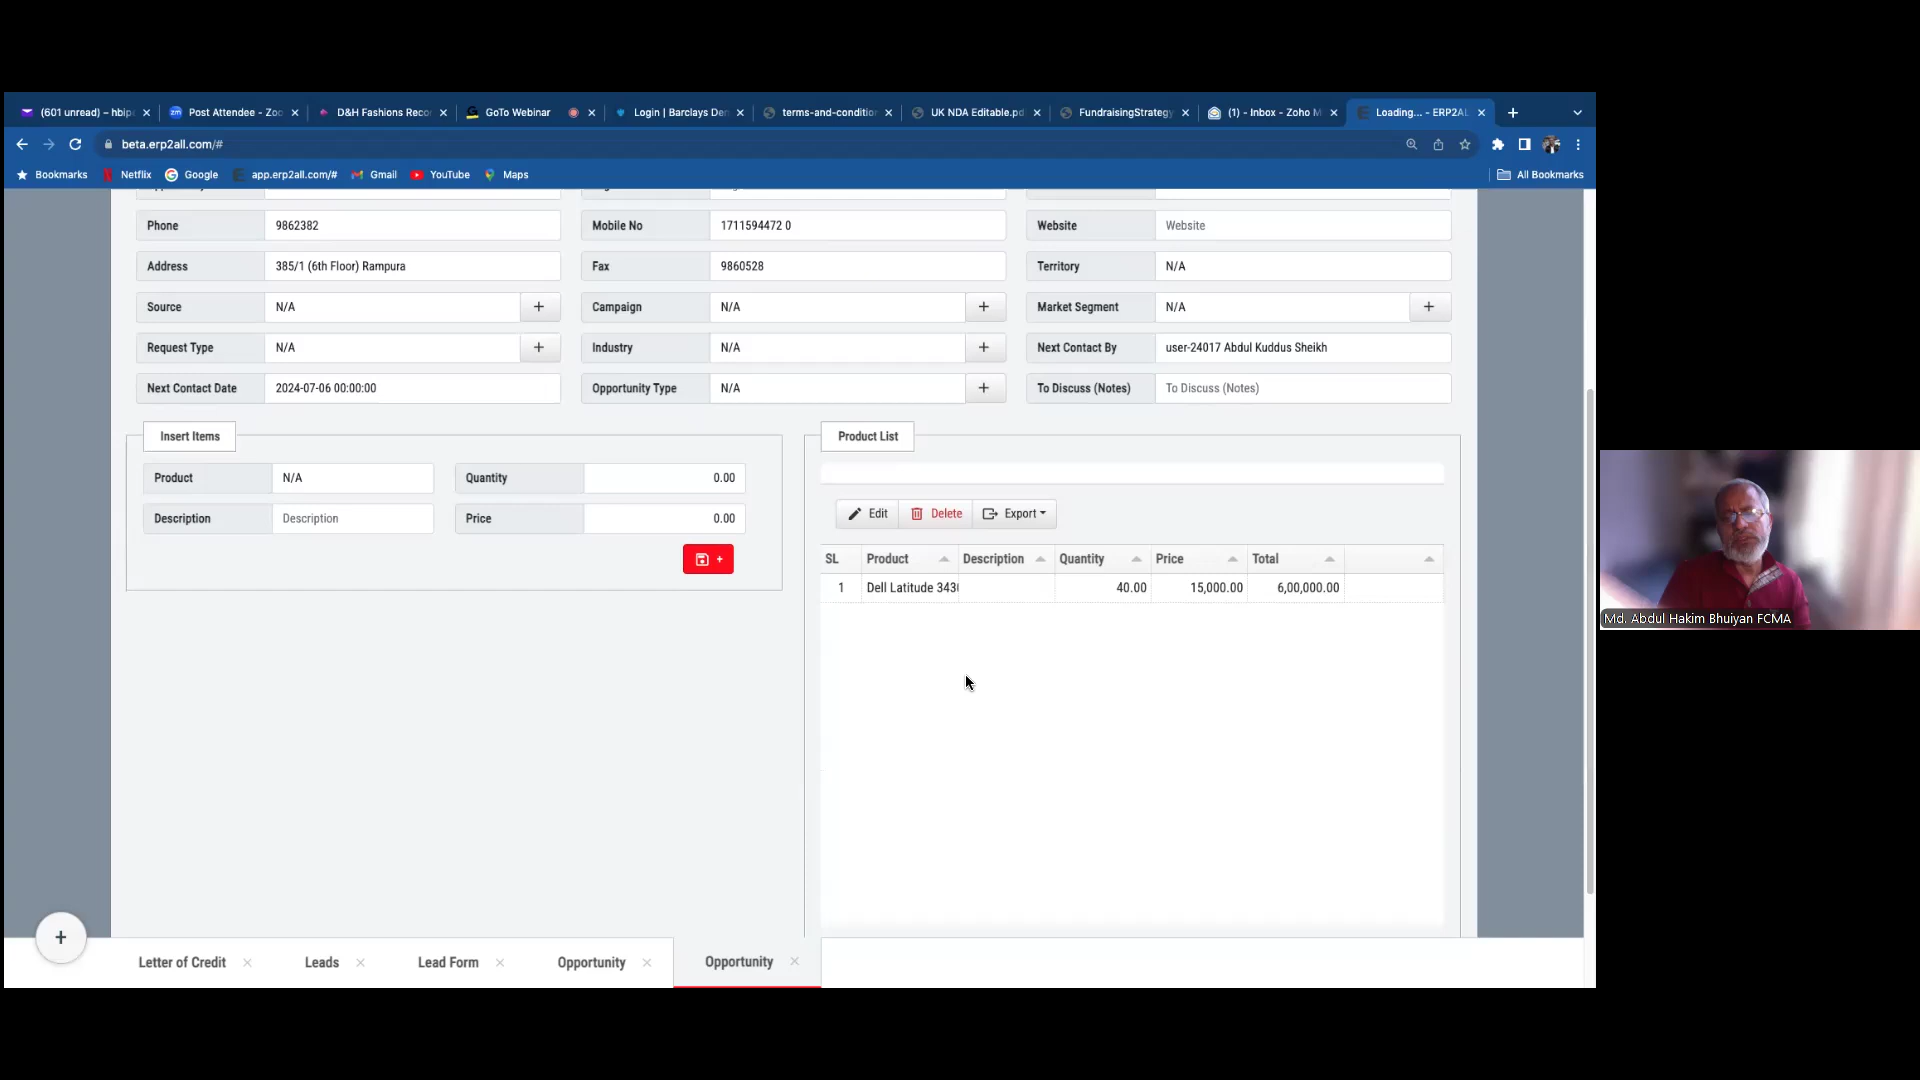 (601 unread) – hbip
Post Attendee - Zoo
D&H Fashions Reco
GoTo Webinar
Login | Barclays De
terms-and-conditio
UK NDA Editable.pd
FundraisingStrategy
(1) - Inbox - Zoho M
Loading... - ERP2AL
beta.erp2all.com/#
Bookmarks
Netflix
Google
app.erp2all.com/#
Gmail
YouTube
Maps
All Bookmarks
Phone 9862382 Mobile No 1711594472 0 Website Website
Address 385/1 (6th Floor) Rampura Fax 9860528 Territory N/A
Source N/A + Campaign N/A + Market Segment N/A +
Request Type N/A + Industry N/A + Next Contact By user-24017 Abdul Kuddus Sheikh
Next Contact Date 2024-07-06 00:00:00 Opportunity Type N/A + To Discuss (Notes) To Discuss (Notes)
Insert Items
Product N/A Quantity 0.00
Description Description Price 0.00
+
Product List
Edit Delete Export
SL Product Description Quantity Price Total
1 Dell Latitude 343 40.00 15,000.00 6,00,000.00
Md. Abdul Hakim Bhuiyan FCMA
+
Letter of Credit × Leads × Lead Form × Opportunity × Opportunity ×